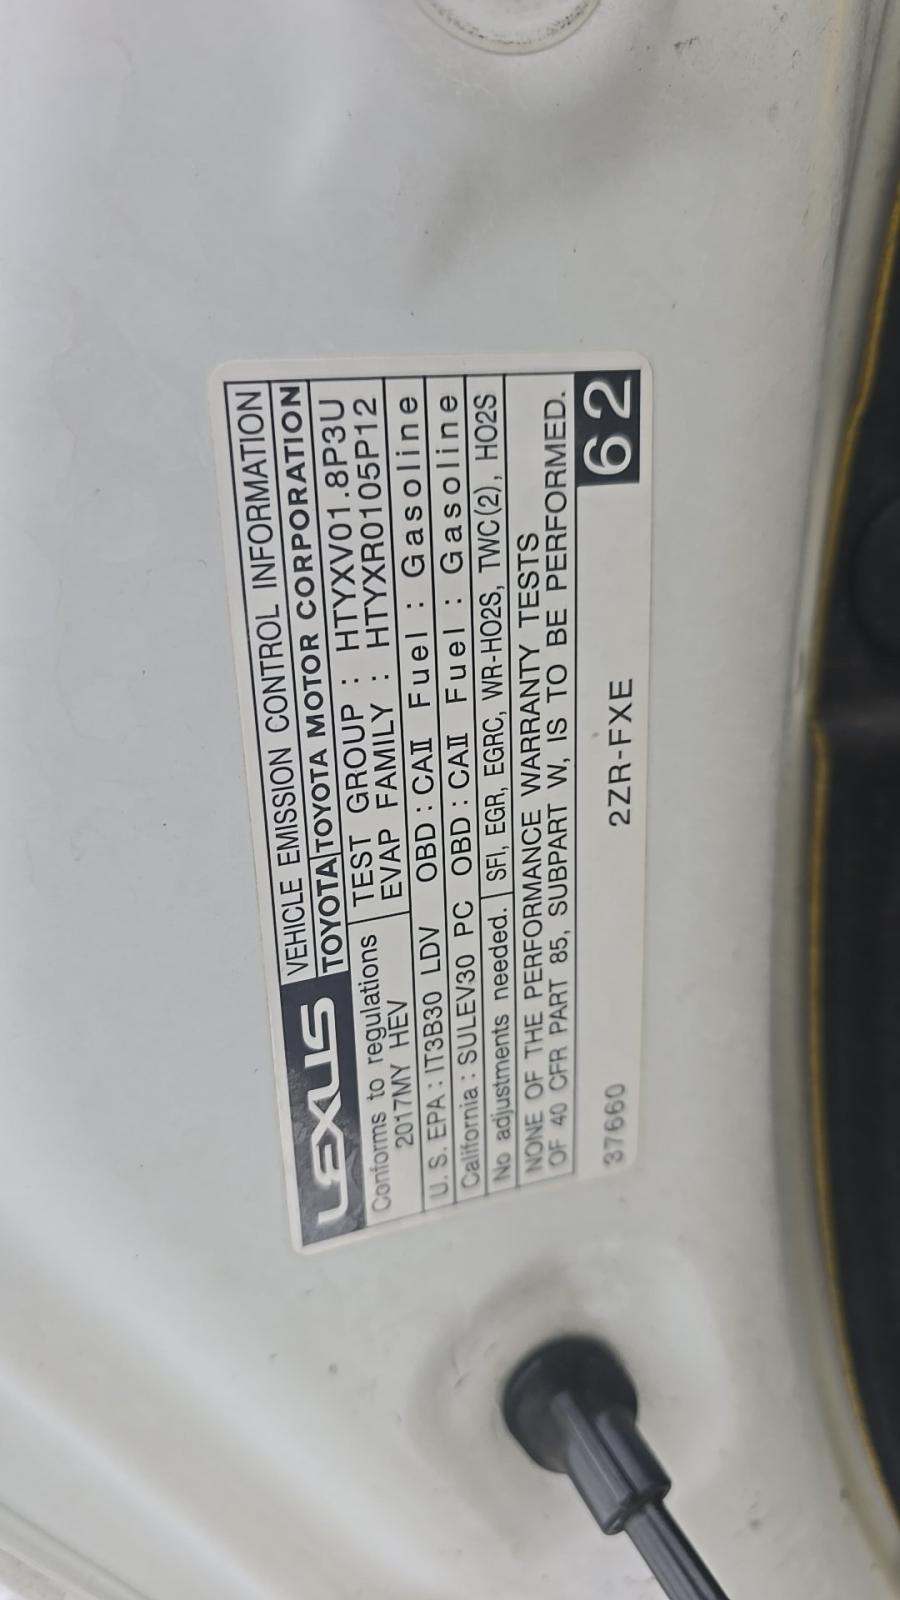 LEXUS VEHICLE EMISSION CONTROL INFORMATION
TOYOTA TOYOTA MOTOR CORPORATION
Conforms to regulations TEST GROUP : HTYXV01.8P3U
2017MY HEV EVAP FAMILY : HTYXR0105P12
U. S. EPA : IT3B30 LDV OBD : CAⅡ Fuel : Gasoline
California : SULEV30 PC OBD : CAⅡ Fuel : Gasoline
No adjustments needed. SFI, EGR, EGRC, WR-HO2S, TWC(2), HO2S
NONE OF THE PERFORMANCE WARRANTY TESTS
OF 40 CFR PART 85, SUBPART W, IS TO BE PERFORMED.
37660 2ZR-FXE 62